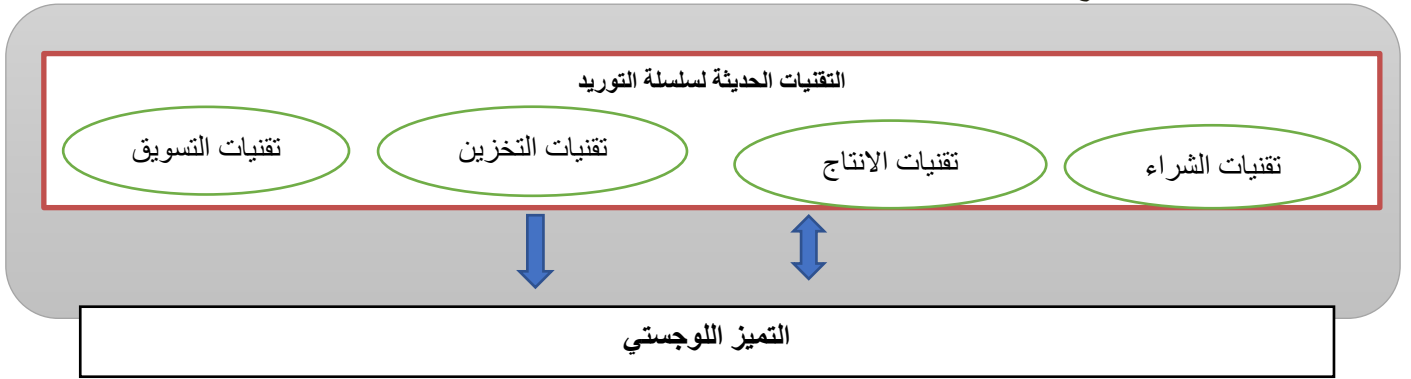 التقنيات الحديثة لسلسلة التوريد
تقنيات الشراء
تقنيات الانتاج
تقنيات التخزين
تقنيات التسويق
التميز اللوجستي